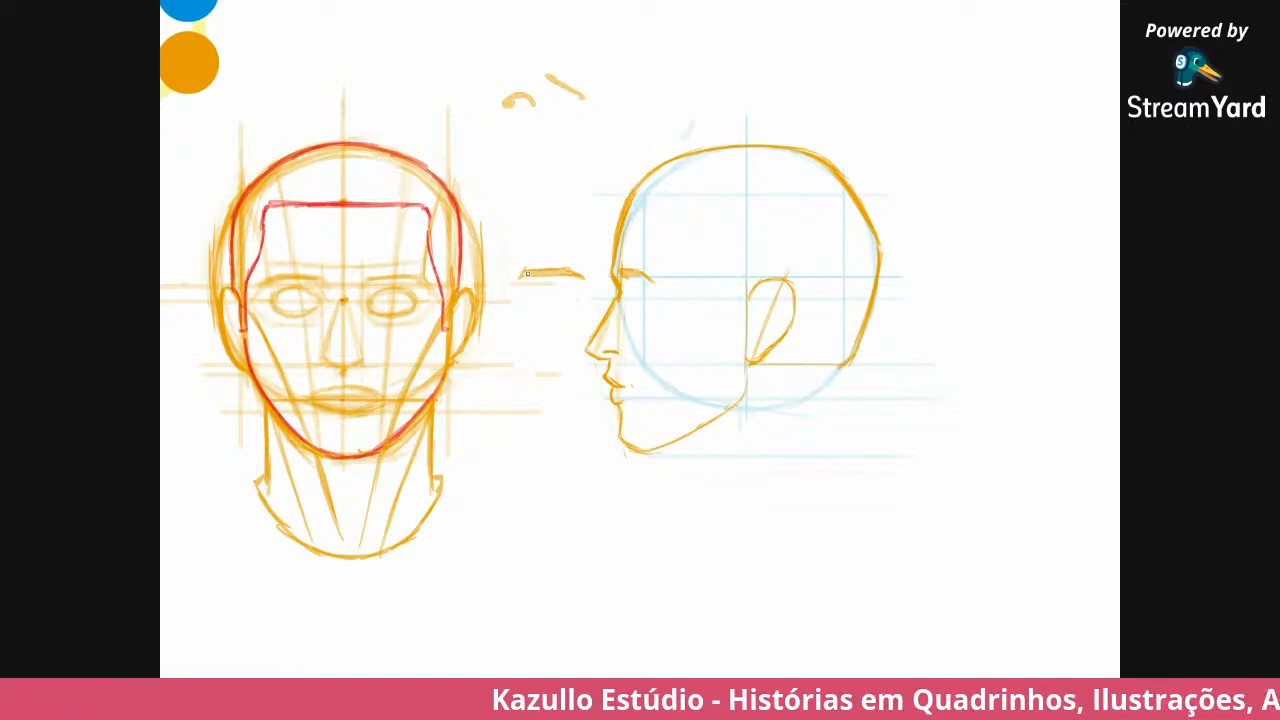 Powered by
StreamYard
Kazullo Estúdio - Histórias em Quadrinhos, Ilustrações, A